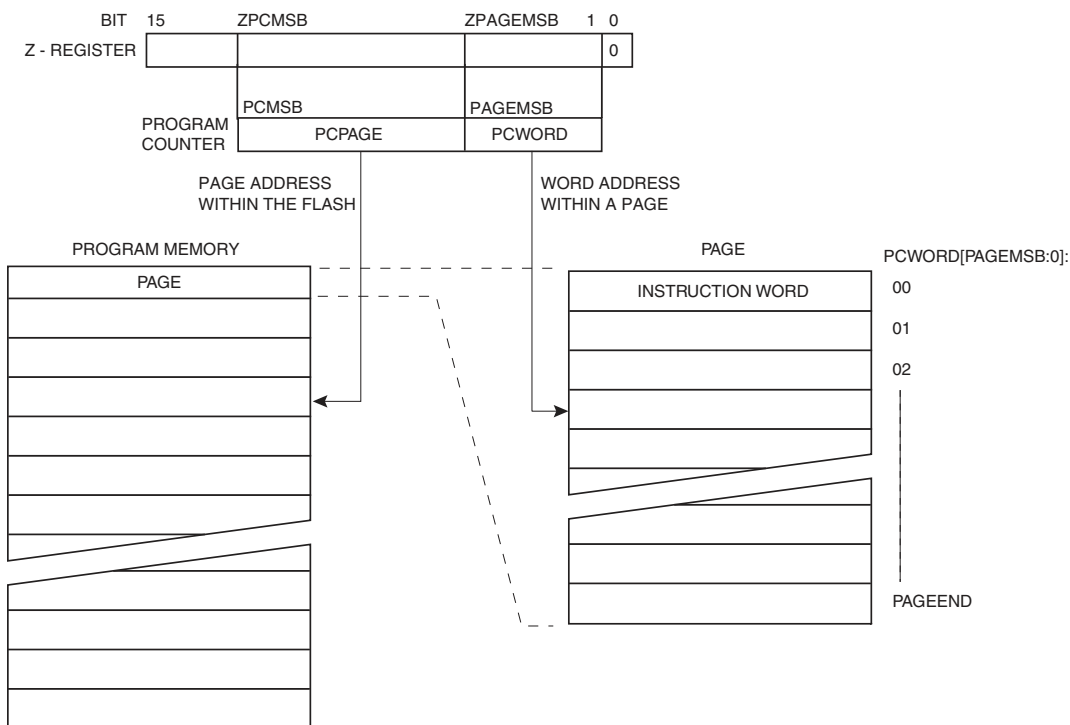 BIT 15 ZPCMSB ZPAGEMSB 1 0
Z - REGISTER 0
PCMSB PAGEMSB
PROGRAM
COUNTER
PCPAGE PCWORD
PAGE ADDRESS
WITHIN THE FLASH
WORD ADDRESS
WITHIN A PAGE
PROGRAM MEMORY
PAGE
PAGE
PCWORD[PAGEMSB:0]:
INSTRUCTION WORD
00
01
02
PAGEEND